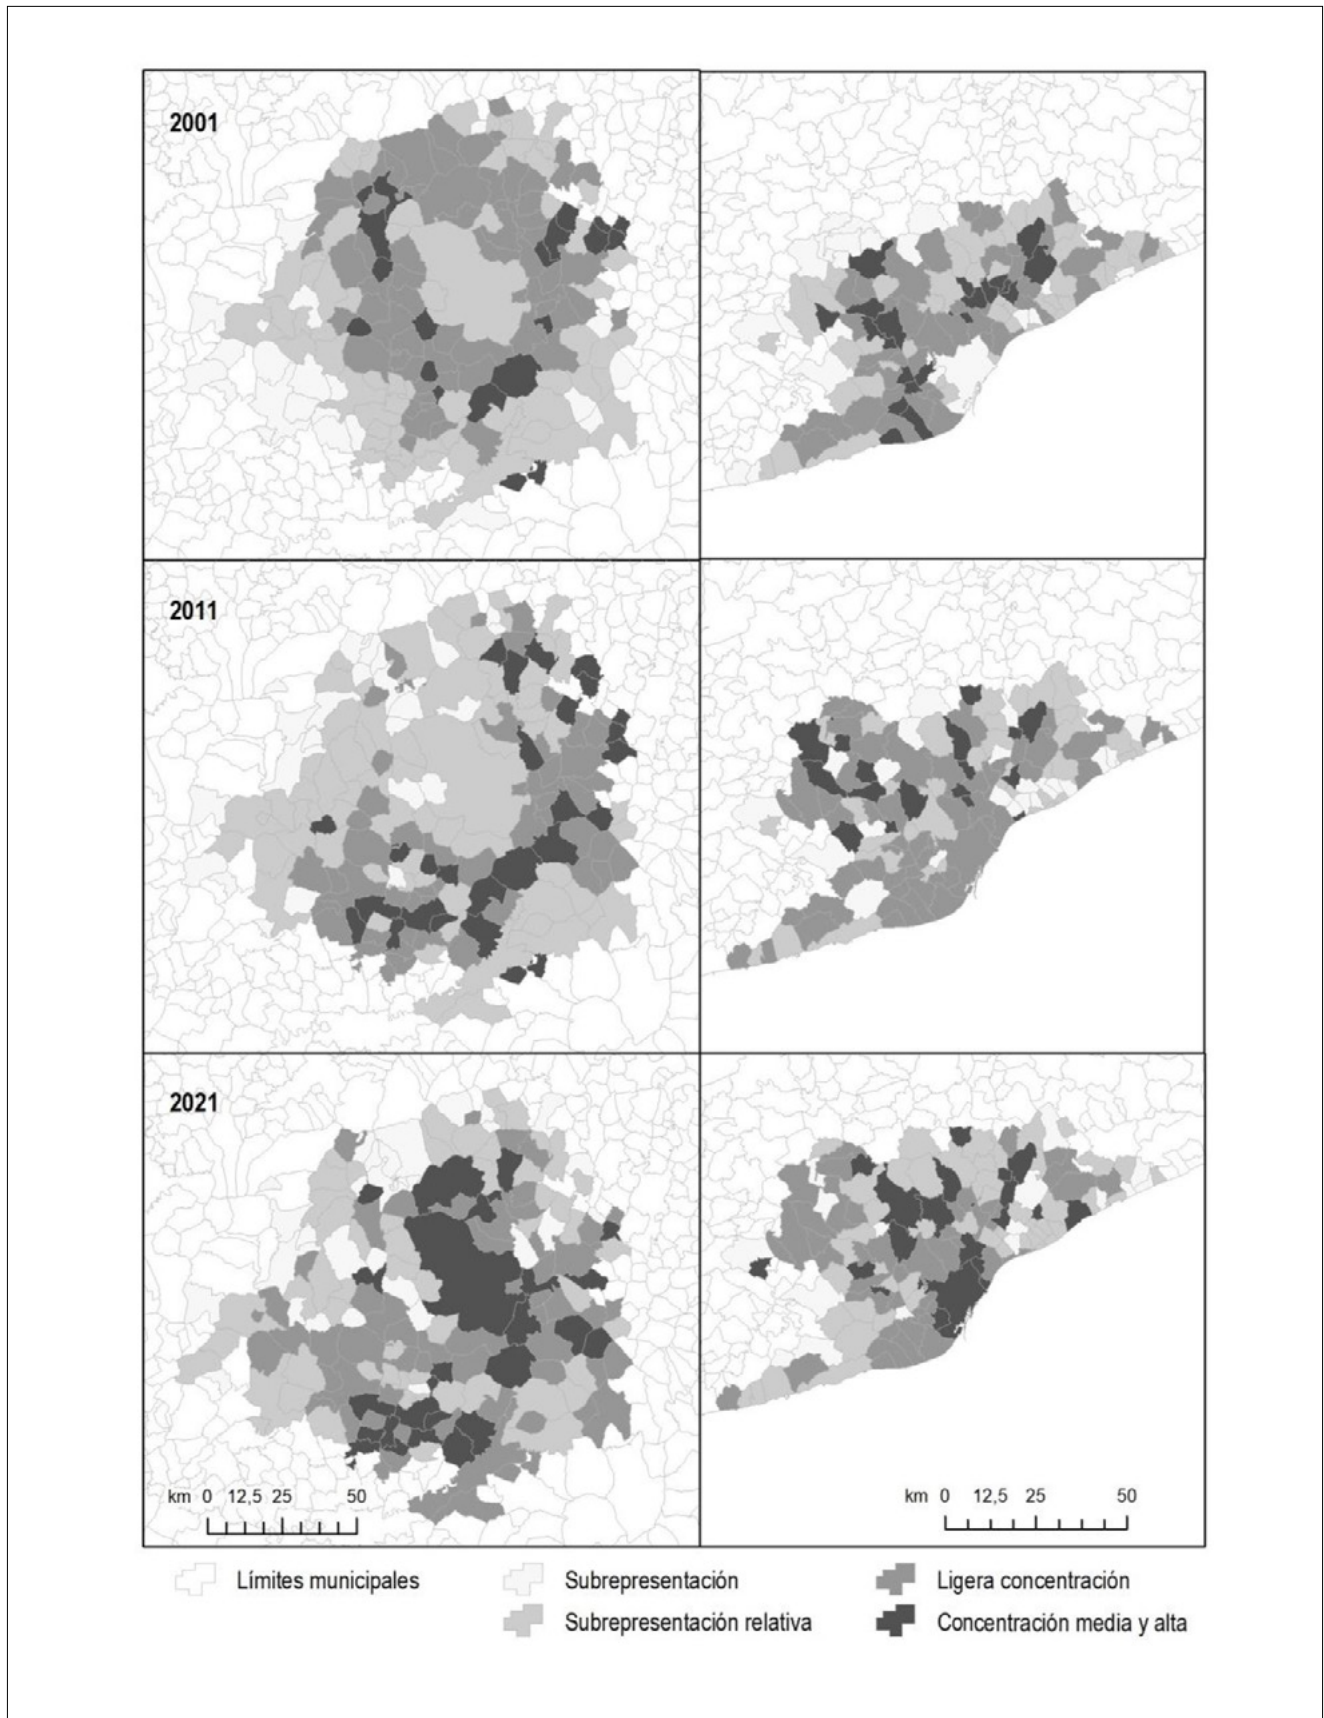 2001
2011
2021
km 0 12,5 25 50
km 0 12,5 25 50
Límites municipales
Subrepresentación
Ligera concentración
Subrepresentación relativa
Concentración media y alta